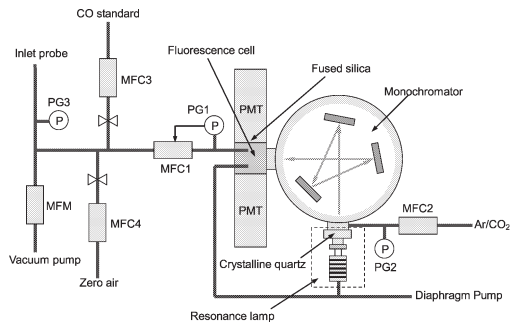 CO standard
Inlet probe
Fluorescence cell
Fused silica
MFC3
Monochromator
PG3
P
PG1
P
PMT
MFC1
MFM
MFC4
PMT
MFC2
Ar/CO2
P
PG2
Vacuum pump
Zero air
Crystalline quartz
Diaphragm Pump
Resonance lamp